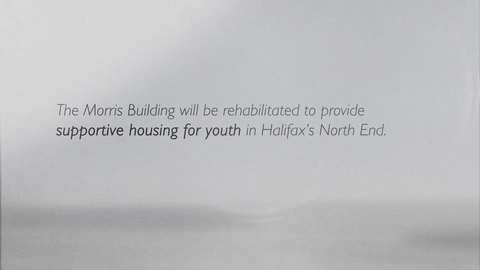 The Morris Building will be rehabilitated to provide
supportive housing for youth in Halifax's North End.